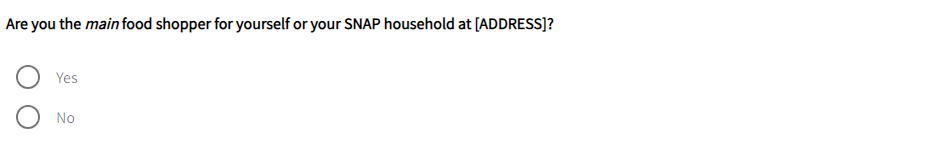 Are you the main food shopper for yourself or your SNAP household at [ADDRESS]?
Yes
No